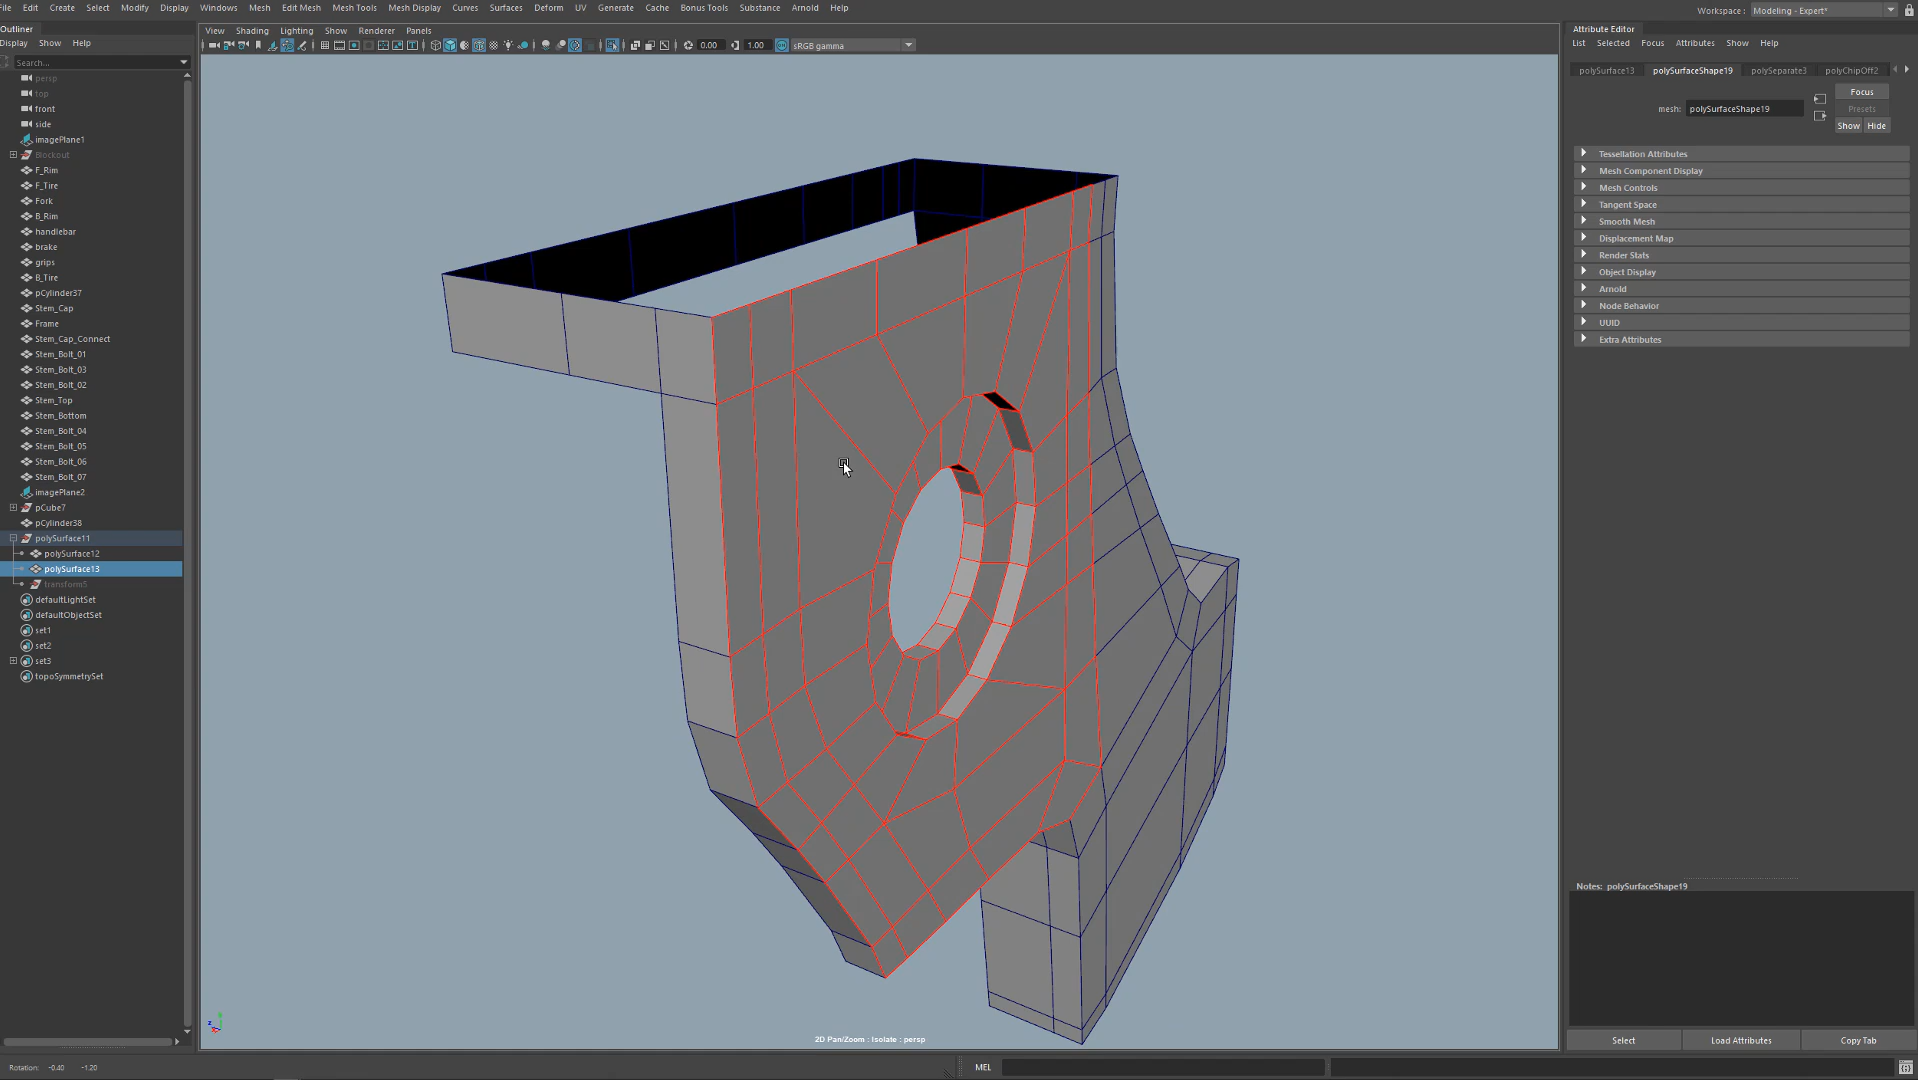 File Edit Create Select Modify Display Windows Mesh Edit Mesh Mesh Tools Mesh Display Curves Surfaces Deform UV Generate Cache Bonus Tools Substance Arnold Help
Workspace : Modeling - Expert*
Outliner
Display Show Help
Search...
persp
top
front
side
imagePlane1
Blockout
F_Rim
F_Tire
Fork
B_Rim
handlebar
brake
grips
B_Tire
pCylinder37
Stem_Cap
Frame
Stem_Cap_Connect
Stem_Bolt_01
Stem_Bolt_03
Stem_Bolt_02
Stem_Top
Stem_Bottom
Stem_Bolt_04
Stem_Bolt_05
Stem_Bolt_06
Stem_Bolt_07
imagePlane2
pCube7
pCylinder38
polySurface11
polySurface12
polySurface13
transform5
defaultLightSet
defaultObjectSet
set1
set2
set3
topoSymmetrySet
View Shading Lighting Show Renderer Panels
0.00 1.00 sRGB gamma
2D Pan/Zoom : Isolate : persp
Attribute Editor
List Selected Focus Attributes Show Help
polySurface13 polySurfaceShape19 polySeparate3 polyChipOff2
mesh: polySurfaceShape19
Focus
Presets
Show Hide
Tessellation Attributes
Mesh Component Display
Mesh Controls
Tangent Space
Smooth Mesh
Displacement Map
Render Stats
Object Display
Arnold
Node Behavior
UUID
Extra Attributes
Notes: polySurfaceShape19
Select Load Attributes Copy Tab
Rotation: -0.40 -1.20
MEL